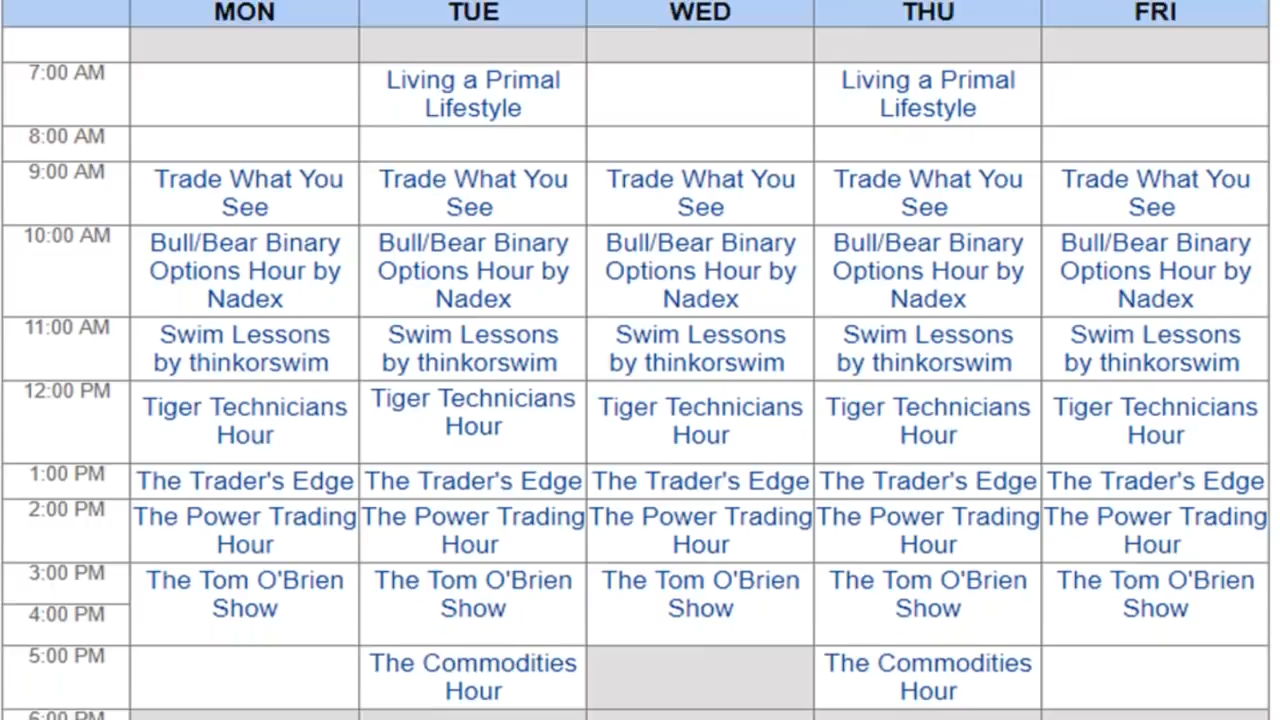 MON TUE WED THU FRI
7:00 AM
Living a Primal
Lifestyle
Living a Primal
Lifestyle
8:00 AM
9:00 AM
Trade What You
See
Trade What You
See
Trade What You
See
Trade What You
See
Trade What You
See
10:00 AM
Bull/Bear Binary
Options Hour by
Nadex
Bull/Bear Binary
Options Hour by
Nadex
Bull/Bear Binary
Options Hour by
Nadex
Bull/Bear Binary
Options Hour by
Nadex
Bull/Bear Binary
Options Hour by
Nadex
11:00 AM
Swim Lessons
by thinkorswim
Swim Lessons
by thinkorswim
Swim Lessons
by thinkorswim
Swim Lessons
by thinkorswim
Swim Lessons
by thinkorswim
12:00 PM
Tiger Technicians
Hour
Tiger Technicians
Hour
Tiger Technicians
Hour
Tiger Technicians
Hour
Tiger Technicians
Hour
1:00 PM
The Trader's Edge
The Trader's Edge
The Trader's Edge
The Trader's Edge
The Trader's Edge
2:00 PM
The Power Trading
Hour
The Power Trading
Hour
The Power Trading
Hour
The Power Trading
Hour
The Power Trading
Hour
3:00 PM
The Tom O'Brien
Show
The Tom O'Brien
Show
The Tom O'Brien
Show
The Tom O'Brien
Show
The Tom O'Brien
Show
4:00 PM
5:00 PM
The Commodities
Hour
The Commodities
Hour
6:00 PM